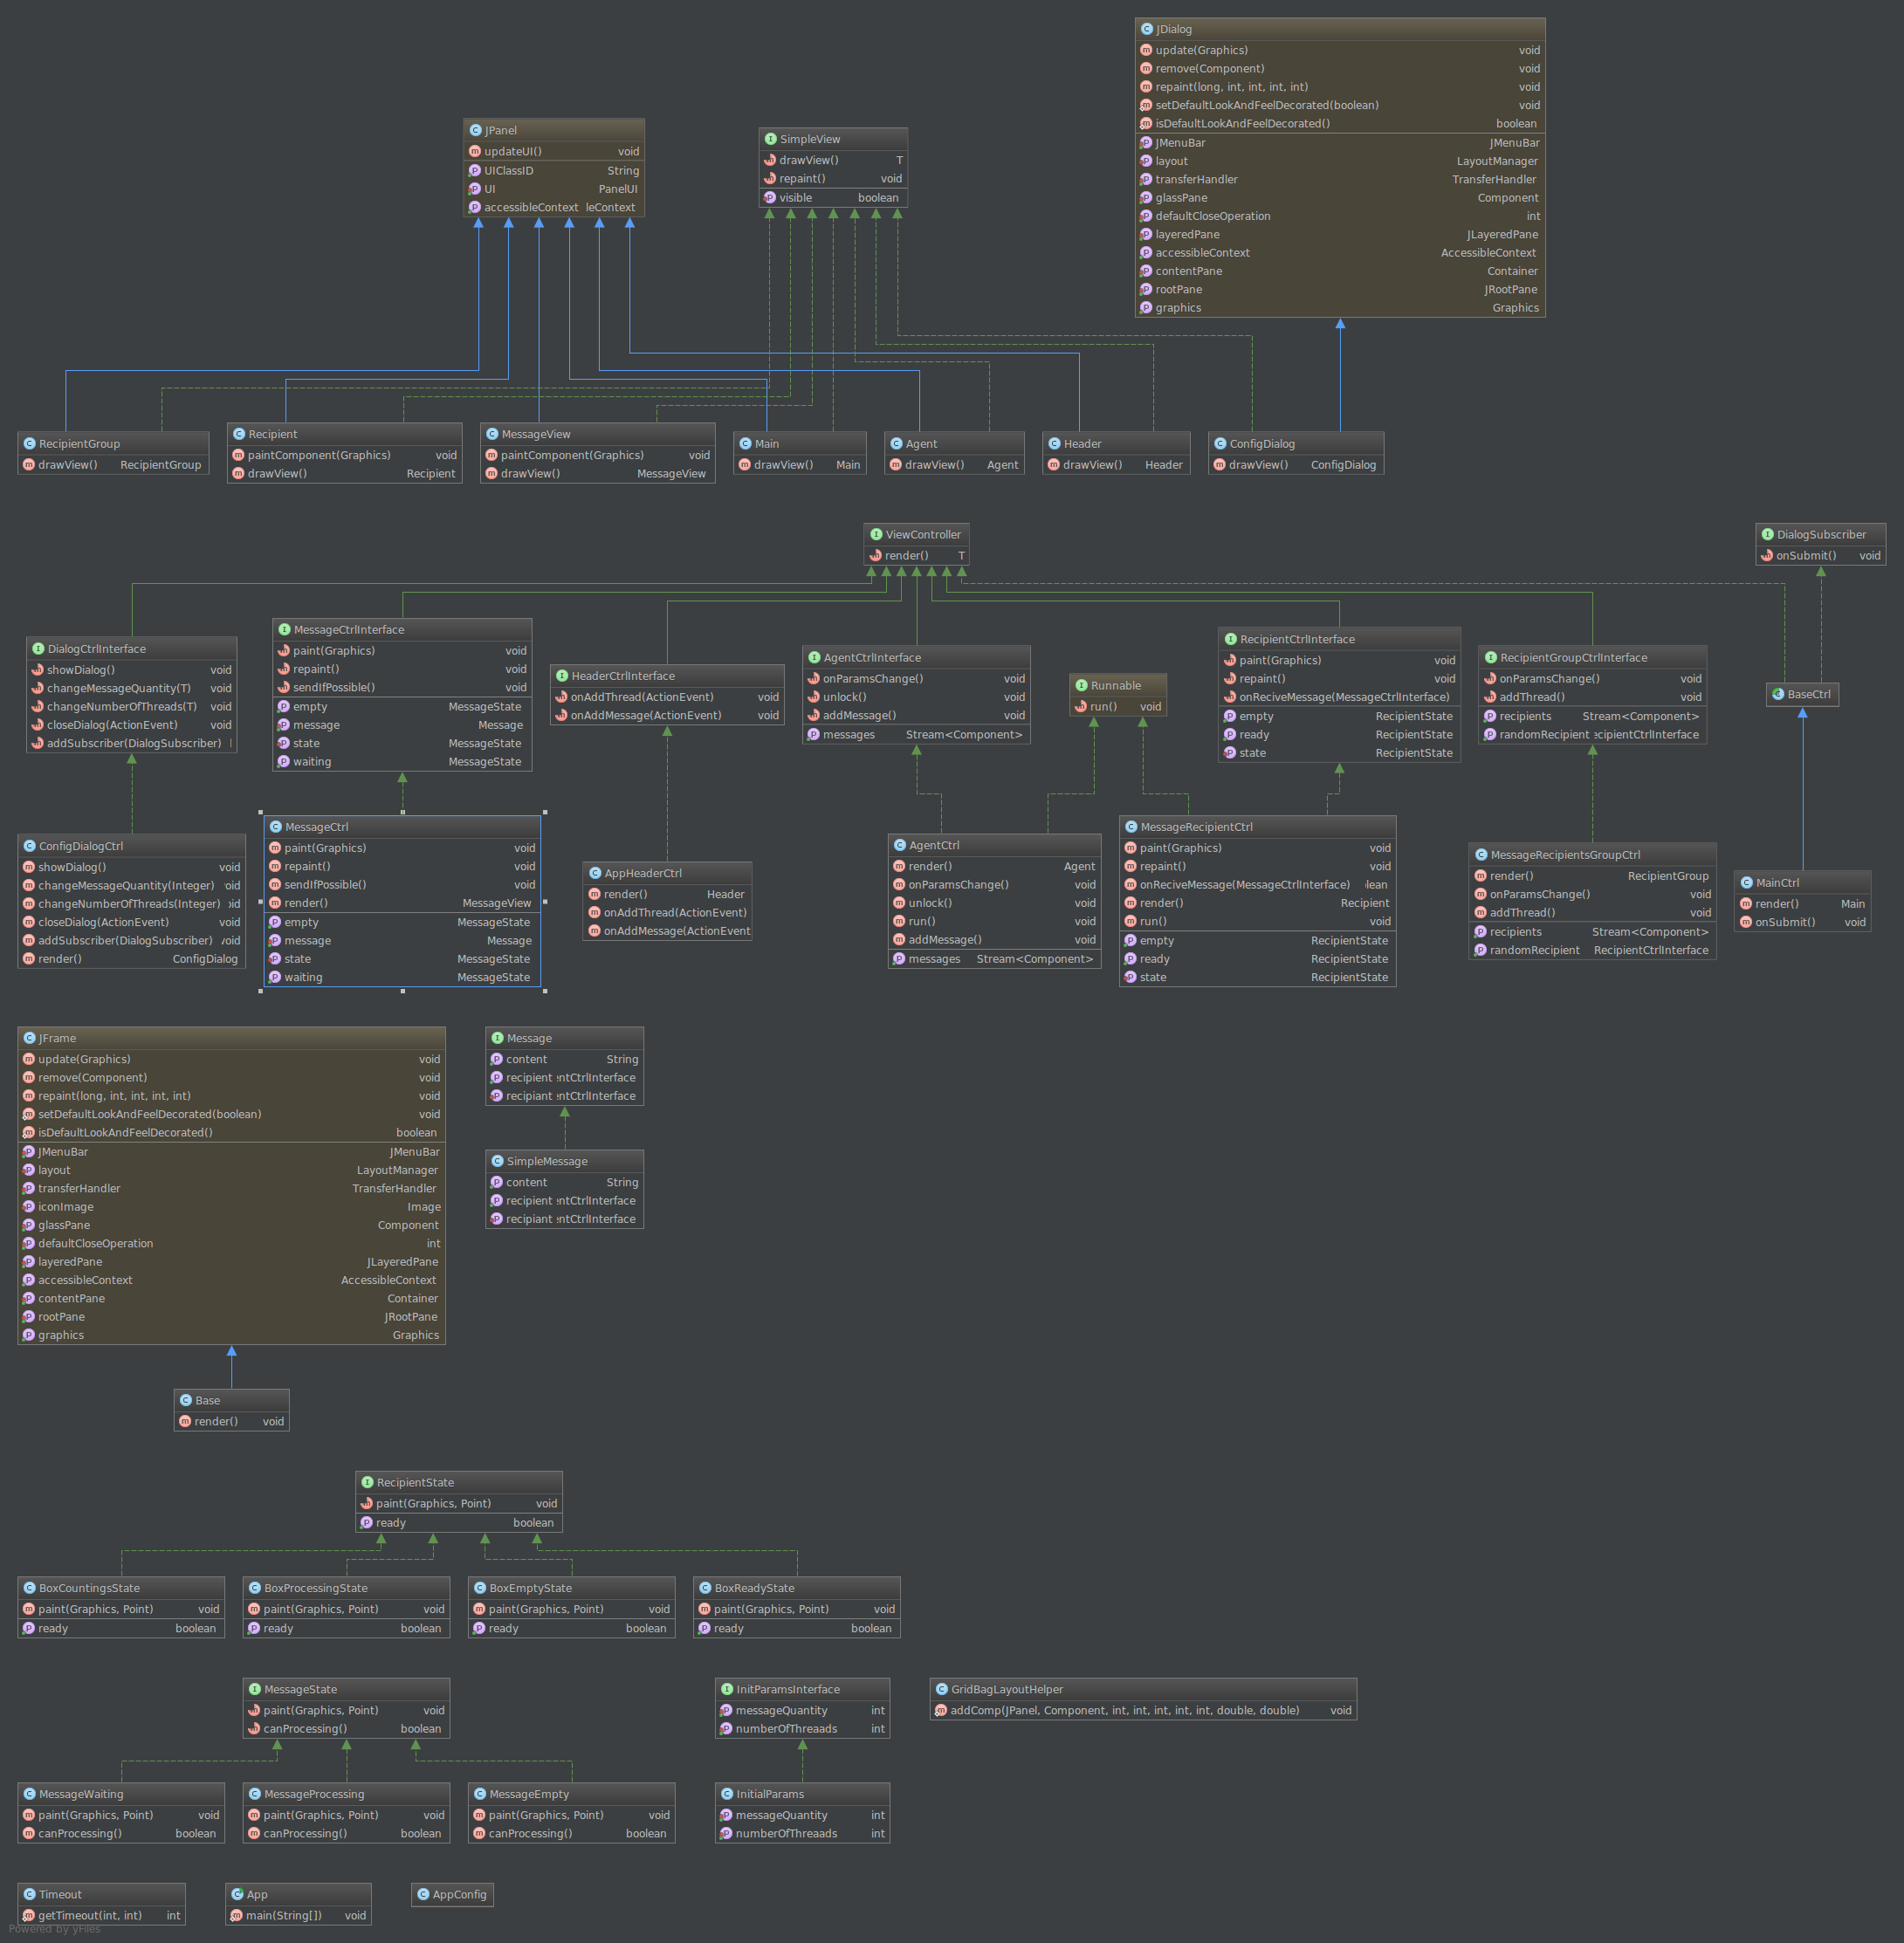 JDialog
update(Graphics) void
remove(Component) void
repaint(long, int, int, int, int) void
setDefaultLookAndFeelDecorated(boolean) void
isDefaultLookAndFeelDecorated() boolean
JMenuBar JMenuBar
layout LayoutManager
transferHandler TransferHandler
glassPane Component
defaultCloseOperation int
layeredPane JLayeredPane
accessibleContext AccessibleContext
contentPane Container
rootPane JRootPane
graphics Graphics
JPanel
updateUI() void
UIClassID String
UI PanelUI
accessibleContext leContext
SimpleView
drawView() T
repaint() void
visible boolean
RecipientGroup
drawView() RecipientGroup
Recipient
paintComponent(Graphics) void
drawView() Recipient
MessageView
paintComponent(Graphics) void
drawView() MessageView
Main
drawView() Main
Agent
drawView() Agent
Header
drawView() Header
ConfigDialog
drawView() ConfigDialog
ViewController
render() T
DialogSubscriber
onSubmit() void
DialogCtrlInterface
showDialog() void
changeMessageQuantity(T) void
changeNumberOfThreads(T) void
closeDialog(ActionEvent) void
addSubscriber(DialogSubscriber)
MessageCtrlInterface
paint(Graphics) void
repaint() void
sendIfPossible() void
empty MessageState
message Message
state MessageState
waiting MessageState
HeaderCtrlInterface
onAddThread(ActionEvent) void
onAddMessage(ActionEvent) void
AgentCtrlInterface
onParamsChange() void
unlock() void
addMessage() void
messages Stream<Component>
Runnable
run() void
RecipientCtrlInterface
paint(Graphics) void
repaint() void
onReciveMessage(MessageCtrlInterface)
empty RecipientState
ready RecipientState
state RecipientState
RecipientGroupCtrlInterface
onParamsChange() void
addThread() void
recipients Stream<Component>
randomRecipient ecipientCtrlInterface
BaseCtrl
ConfigDialogCtrl
showDialog() void
changeMessageQuantity(Integer) oid
changeNumberOfThreads(Integer) id
closeDialog(ActionEvent) void
addSubscriber(DialogSubscriber) void
render() ConfigDialog
MessageCtrl
paint(Graphics) void
repaint() void
sendIfPossible() void
render() MessageView
empty MessageState
message Message
state MessageState
waiting MessageState
AppHeaderCtrl
render() Header
onAddThread(ActionEvent)
onAddMessage(ActionEvent
AgentCtrl
render() Agent
onParamsChange() void
unlock() void
run() void
addMessage() void
messages Stream<Component>
MessageRecipientCtrl
paint(Graphics) void
repaint() void
onReciveMessage(MessageCtrlInterface) lean
render() Recipient
run() void
empty RecipientState
ready RecipientState
state RecipientState
MessageRecipientsGroupCtrl
render() RecipientGroup
onParamsChange() void
addThread() void
recipients Stream<Component>
randomRecipient RecipientCtrlInterface
MainCtrl
render() Main
onSubmit() void
JFrame
update(Graphics) void
remove(Component) void
repaint(long, int, int, int, int) void
setDefaultLookAndFeelDecorated(boolean) void
isDefaultLookAndFeelDecorated() boolean
JMenuBar JMenuBar
layout LayoutManager
transferHandler TransferHandler
iconImage Image
glassPane Component
defaultCloseOperation int
layeredPane JLayeredPane
accessibleContext AccessibleContext
contentPane Container
rootPane JRootPane
graphics Graphics
Message
content String
recipient ntCtrlInterface
recipiant ntCtrlInterface
SimpleMessage
content String
recipient ntCtrlInterface
recipiant ntCtrlInterface
Base
render() void
RecipientState
paint(Graphics, Point) void
ready boolean
BoxCountingsState
paint(Graphics, Point) void
ready boolean
BoxProcessingState
paint(Graphics, Point) void
ready boolean
BoxEmptyState
paint(Graphics, Point) void
ready boolean
BoxReadyState
paint(Graphics, Point) void
ready boolean
MessageState
paint(Graphics, Point) void
canProcessing() boolean
InitParamsInterface
messageQuantity int
numberOfThreaads int
GridBagLayoutHelper
addComp(JPanel, Component, int, int, int, int, int, double, double) void
MessageWaiting
paint(Graphics, Point) void
canProcessing() boolean
MessageProcessing
paint(Graphics, Point) void
canProcessing() boolean
MessageEmpty
paint(Graphics, Point) void
canProcessing() boolean
InitialParams
messageQuantity int
numberOfThreaads int
Timeout
getTimeout(int, int) int
App
main(String[]) void
AppConfig
Powered by yFiles